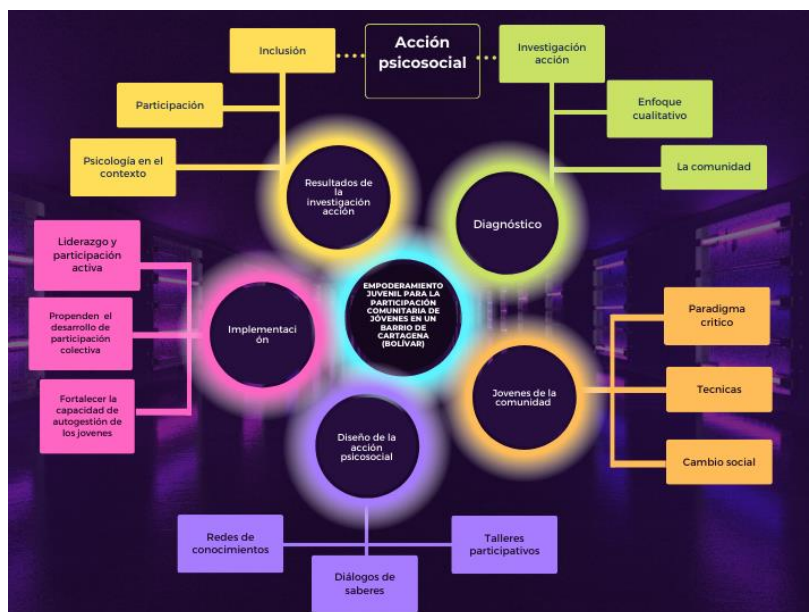 Acción
psicosocial
Inclusión
Participación
Psicología en el
contexto
Resultados de
la
investigación
acción
Investigación
acción
Enfoque
cualitativo
La comunidad
Diagnóstico
Liderazgo y
participación
activa
Propenden el
desarrollo de
participación
colectiva
Fortalecer la
capacidad de
autogestión de
los jovenes
Implementaci
ón
EMPODERAMIENTO
JUVENIL PARA LA
PARTICIPACIÓN
COMUNITARIA DE
JÓVENES EN UN
BARRIO DE
CARTAGENA
(BOLÍVAR)
Jovenes de la
comunidad
Paradigma
critico
Tecnicas
Cambio social
Diseño de la
acción
psicosocial
Redes de
conocimientos
Diálogos de
saberes
Talleres
participativos